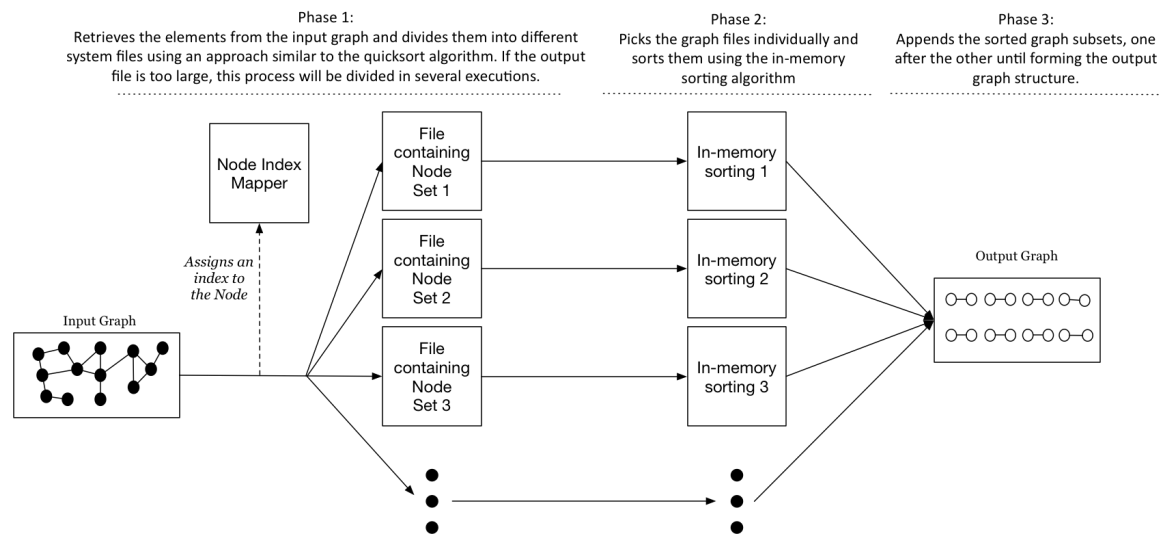 Phase 1:
Retrieves the elements from the input graph and divides them into different
system files using an approach similar to the quicksort algorithm. If the output
file is too large, this process will be divided in several executions.
Phase 2:
Picks the graph files individually and
sorts them using the in-memory
sorting algorithm
Phase 3:
Appends the sorted graph subsets, one
after the other until forming the output
graph structure.
Node Index
Mapper
Assigns an
index to
the Node
Input Graph
File
containing
Node
Set 1
File
containing
Node
Set 2
File
containing
Node
Set 3
In-memory
sorting 1
In-memory
sorting 2
In-memory
sorting 3
Output Graph